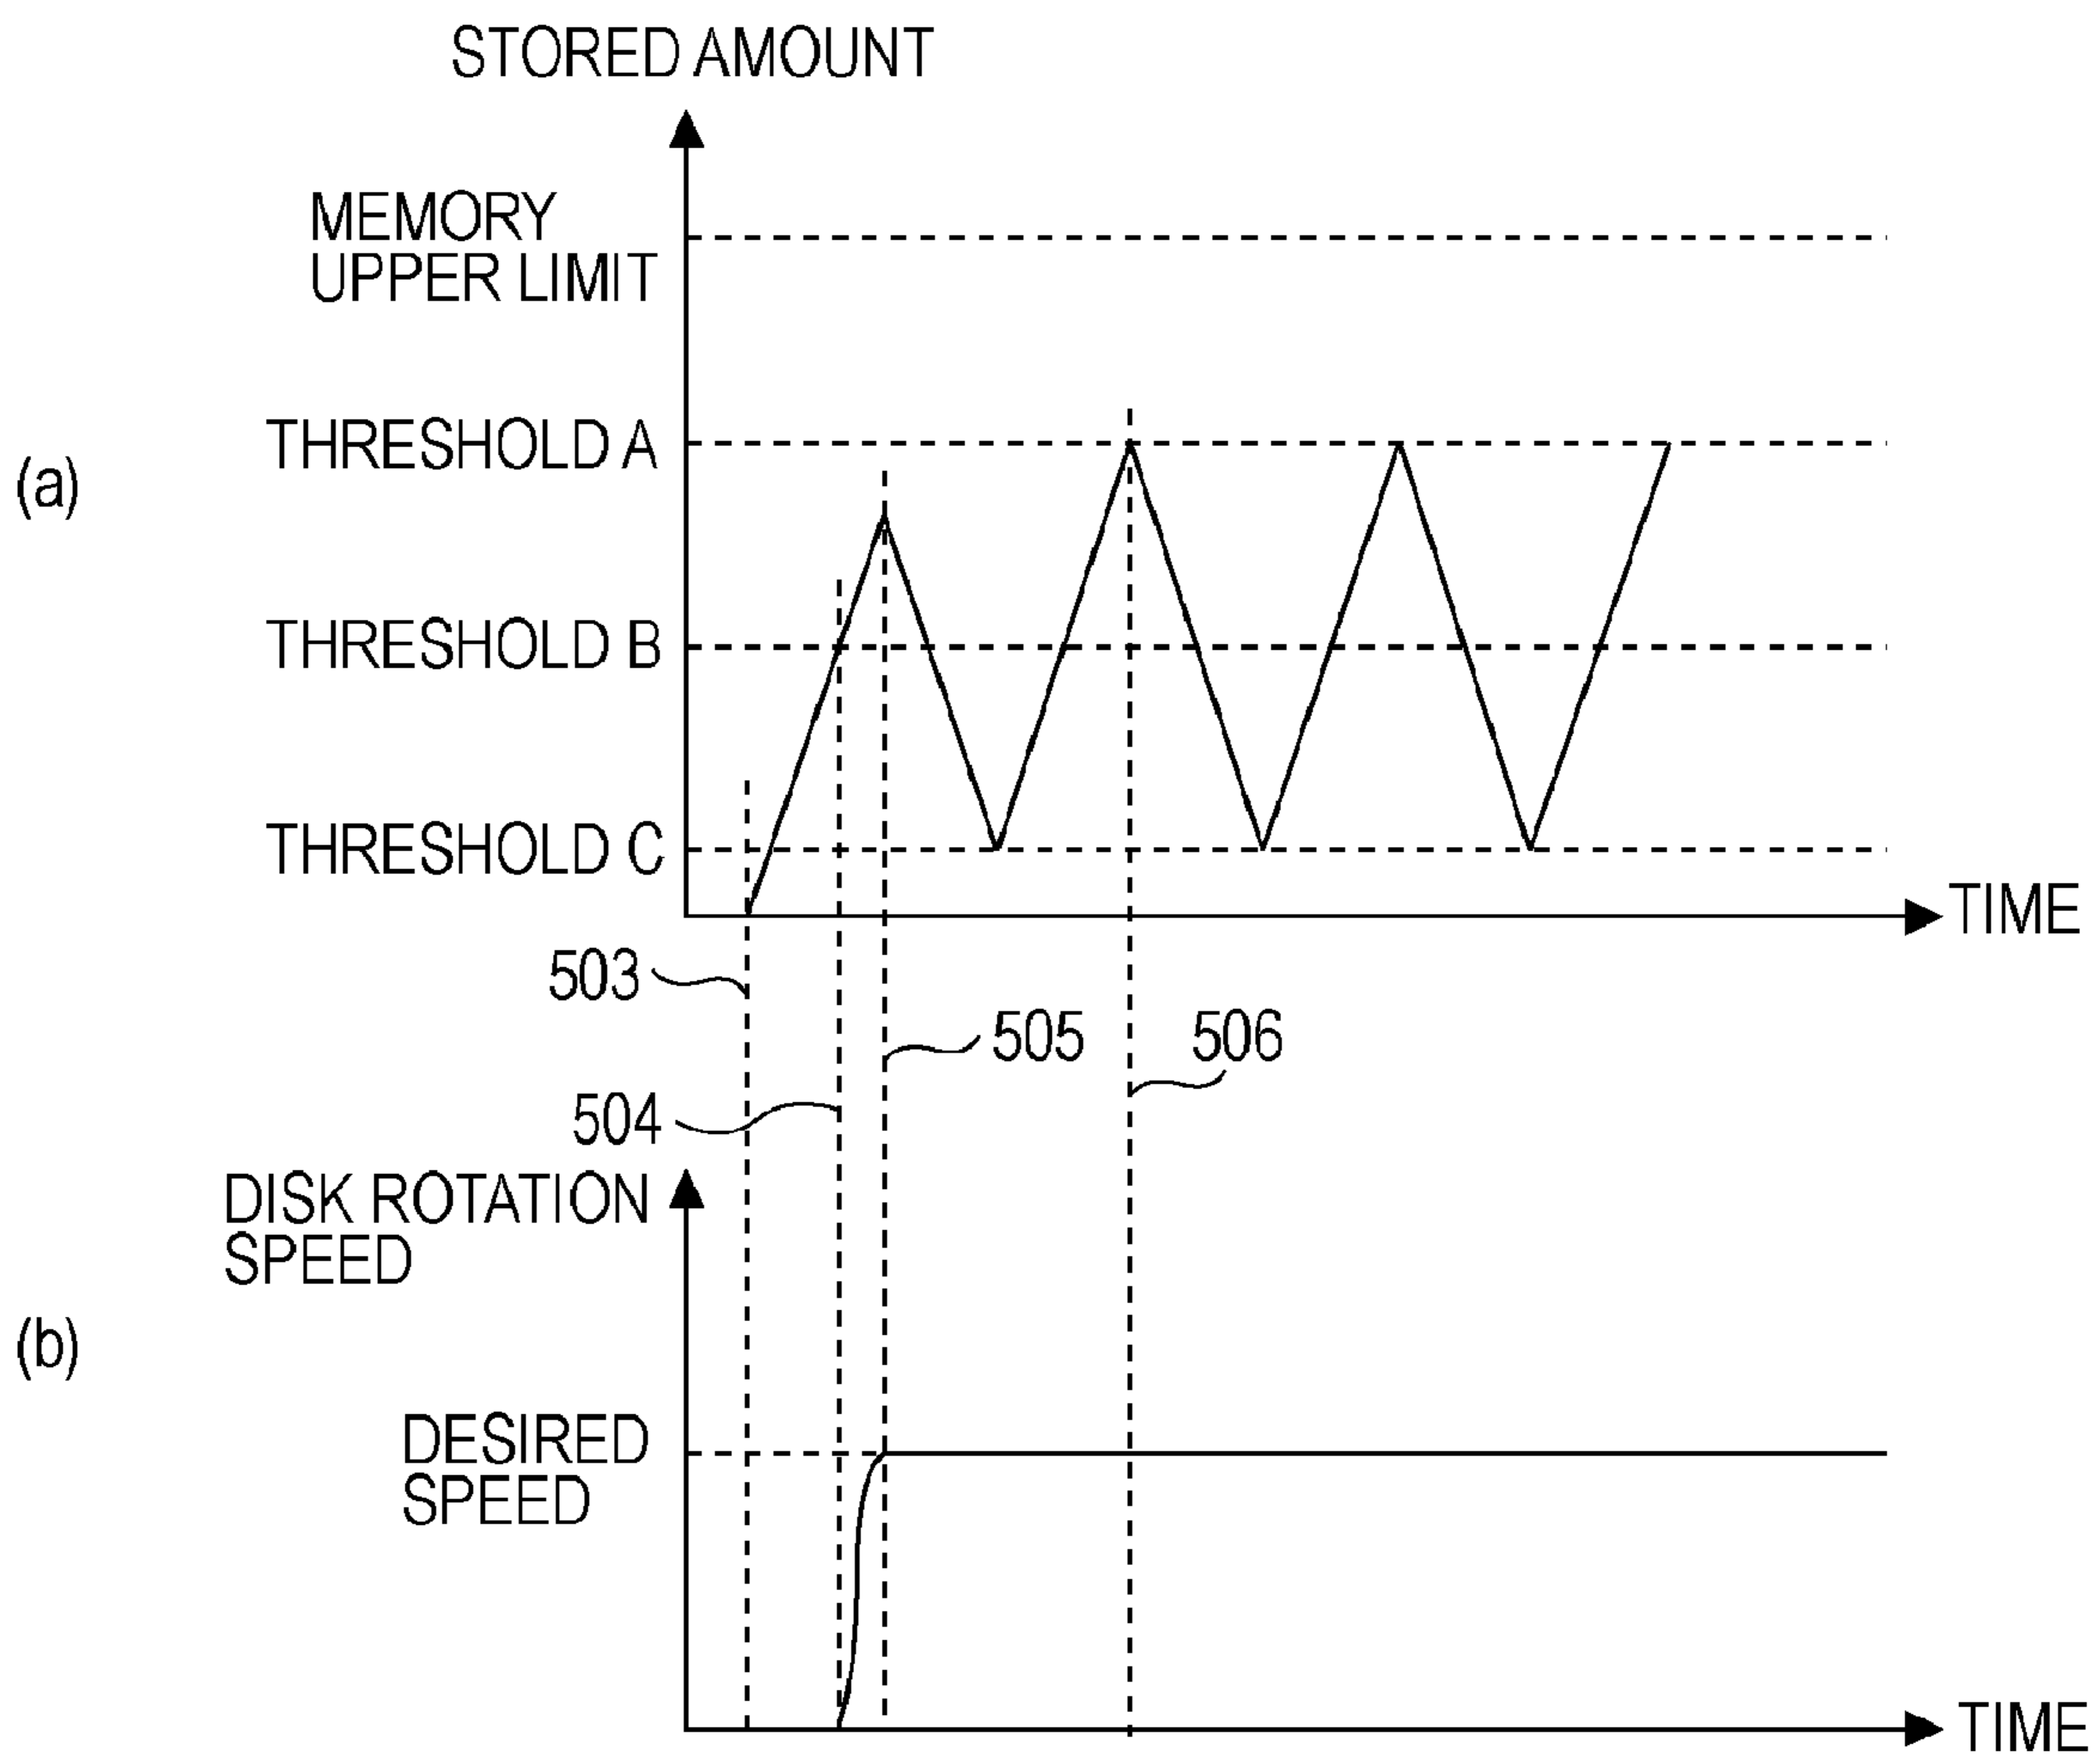 STORED AMOUNT
MEMORY
UPPER LIMIT
THRESHOLD A
(a)
THRESHOLD B
THRESHOLD C
TIME
503
505
506
504
DISK ROTATION
SPEED
(b)
DESIRED
SPEED
TIME